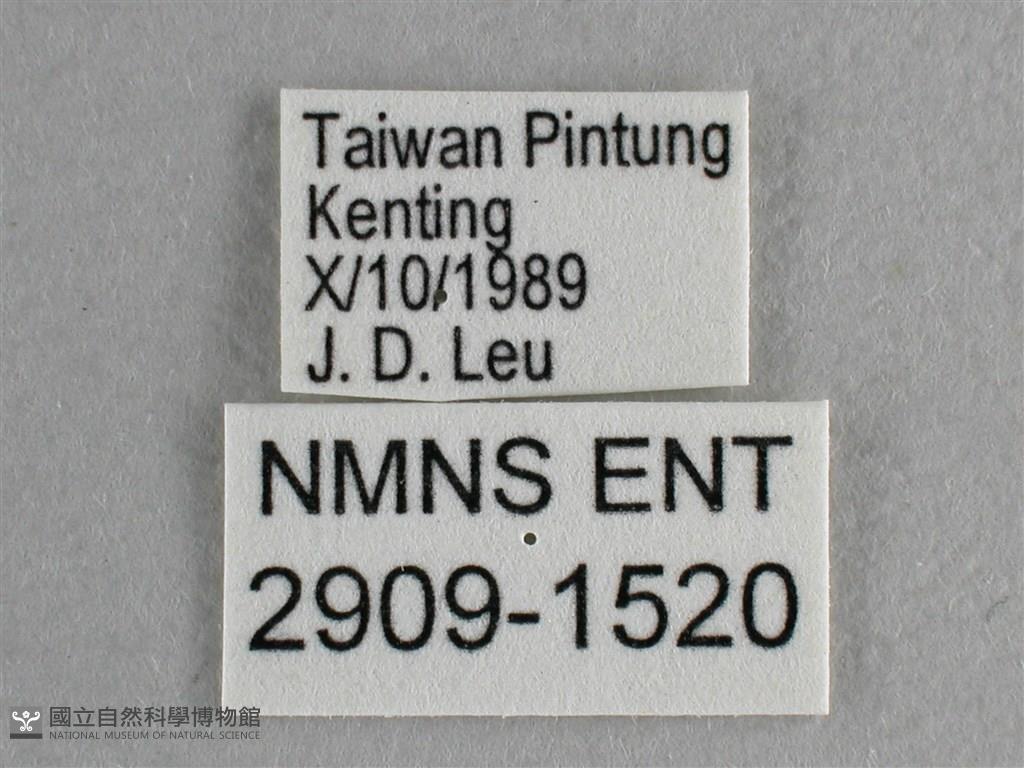 Taiwan Pintung
Kenting
X/10/1989
J. D. Leu
NMNS ENT
2909-1520
國立自然科學博物館
NATIONAL MUSEUM OF NATURAL SCIENCE